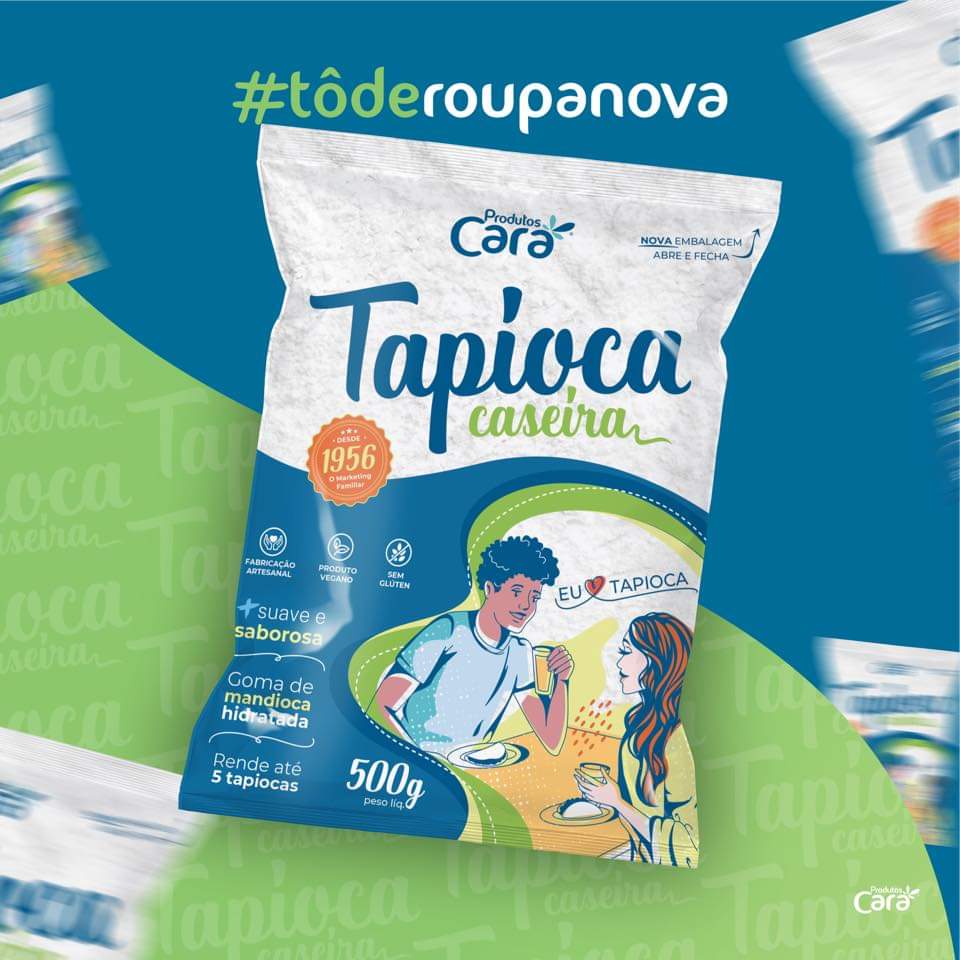 #tôderoupanova
Produtos
Cara
NOVA EMBALAGEM
ABRE E FECHA
Tapioca
caseira
DESDE
1956
O Marketing
Familiar
FABRICAÇÃO
ARTESANAL
PRODUTO
VEGANO
SEM
GLÚTEN
EU TAPIOCA
+suave e
saborosa
Goma de
mandioca
hidratada
Rende até
5 tapiocas
500g
peso líq.
Produtos
Cara